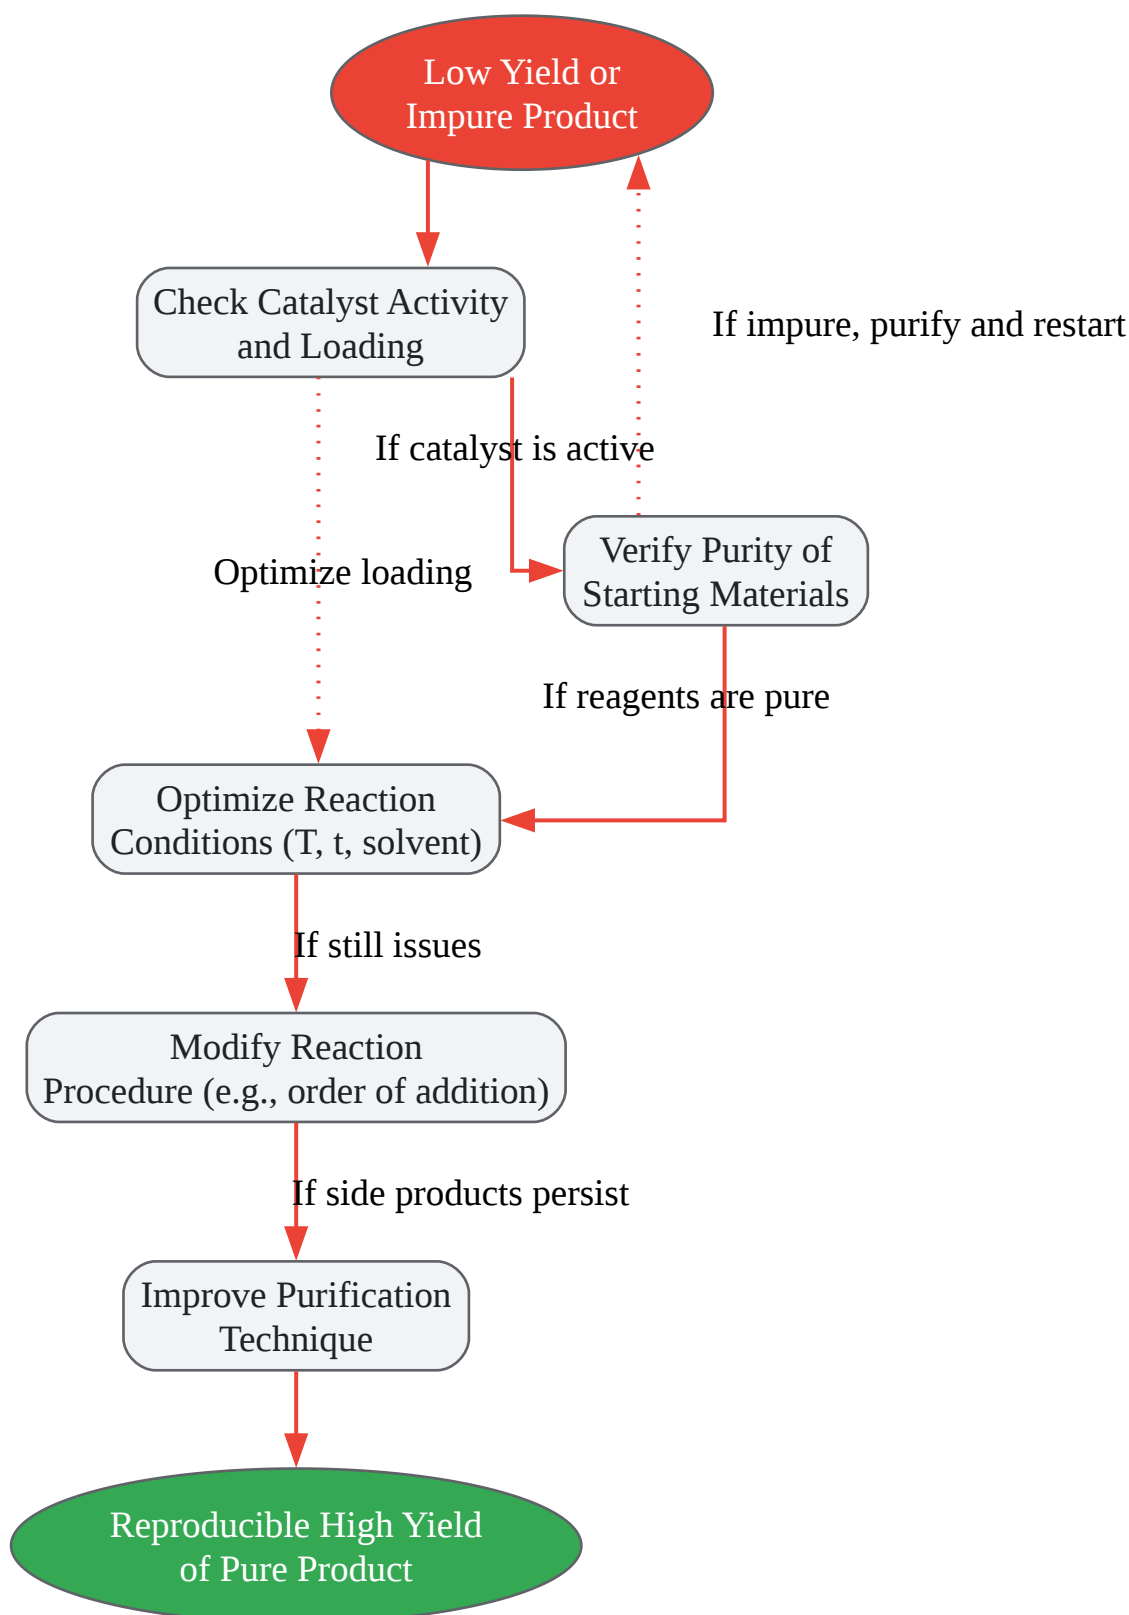 Low Yield or
Impure Product
Check Catalyst Activity
and Loading
If impure, purify and restart
If catalyst is active
Optimize loading
Verify Purity of
Starting Materials
If reagents are pure
Optimize Reaction
Conditions (T, t, solvent)
If still issues
Modify Reaction
Procedure (e.g., order of addition)
If side products persist
Improve Purification
Technique
Reproducible High Yield
of Pure Product